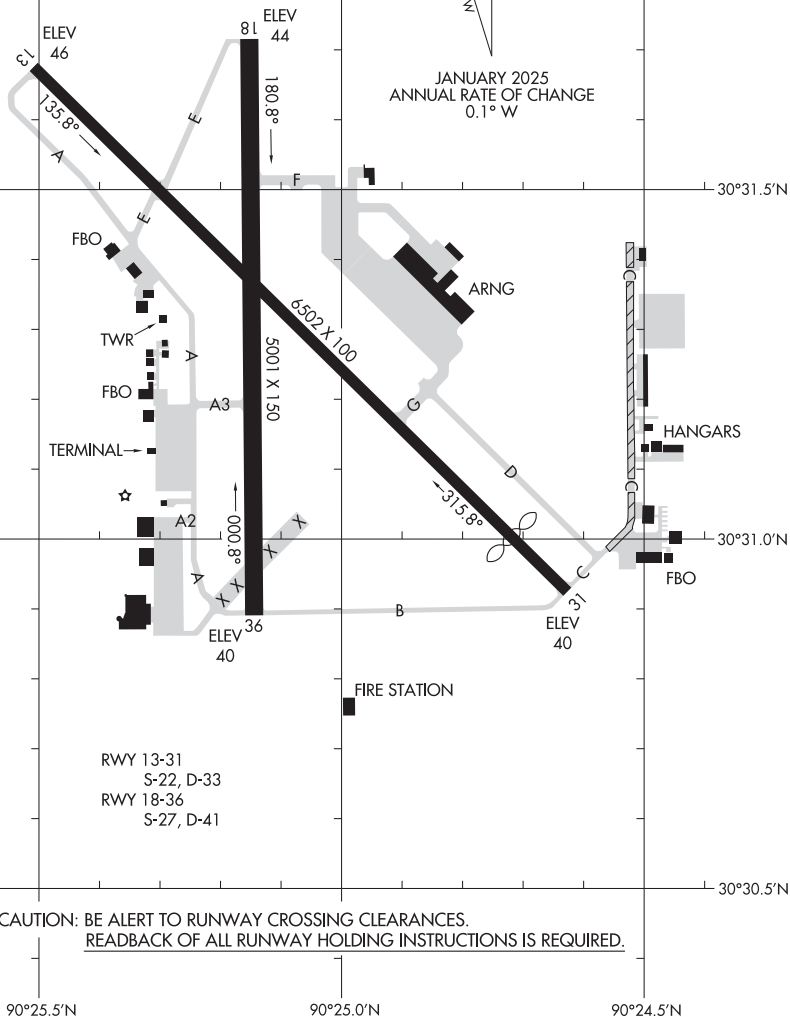 W
JANUARY 2025
ANNUAL RATE OF CHANGE
0.1° W
13
ELEV
46
18
ELEV
44
135.8°
180.8°
A
E
E
F
30°31.5'N
FBO
ARNG
C
TWR
6502 X 100
5001 X 150
A
FBO
A3
G
TERMINAL
HANGARS
D
315.8°
C
000.8°
A2
X
X
X
X
30°31.0'N
A
C
FBO
B
31
ELEV
40
36
ELEV
40
FIRE STATION
RWY 13-31
S-22, D-33
RWY 18-36
S-27, D-41
30°30.5'N
CAUTION: BE ALERT TO RUNWAY CROSSING CLEARANCES.
READBACK OF ALL RUNWAY HOLDING INSTRUCTIONS IS REQUIRED.
90°25.5'N
90°25.0'N
90°24.5'N